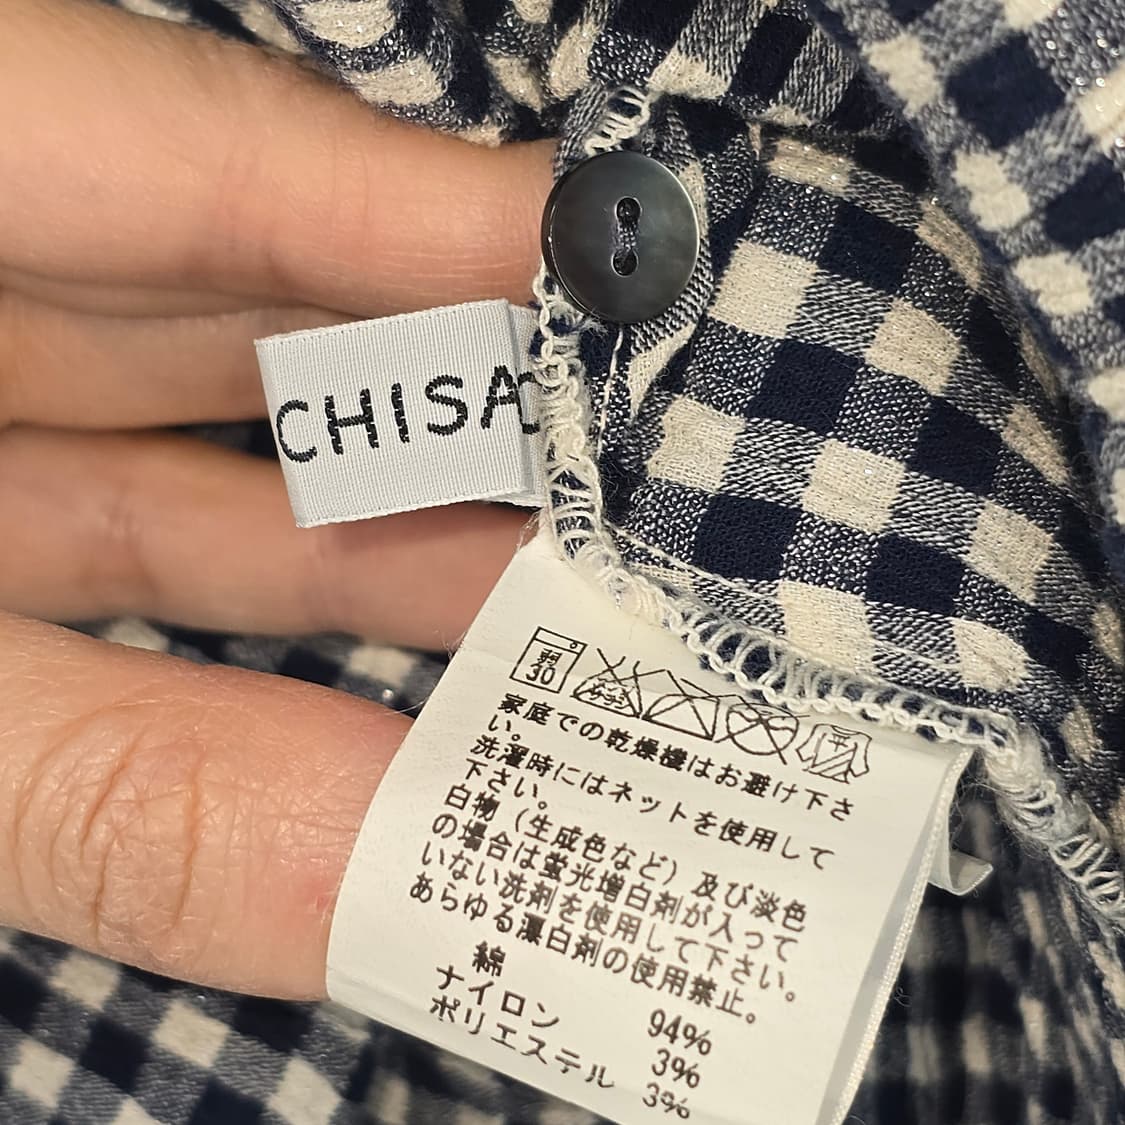 CHISA
弱
30
家庭での乾燥機はお避け下さ
い。
洗濯時にはネットを使用して
下さい。
白物（生成色など）及び淡色
の場合は蛍光増白剤が入って
いない洗剤を使用して下さい。
あらゆる漂白剤の使用禁止。
綿 94%
ナイロン 3%
ポリエステル 3%